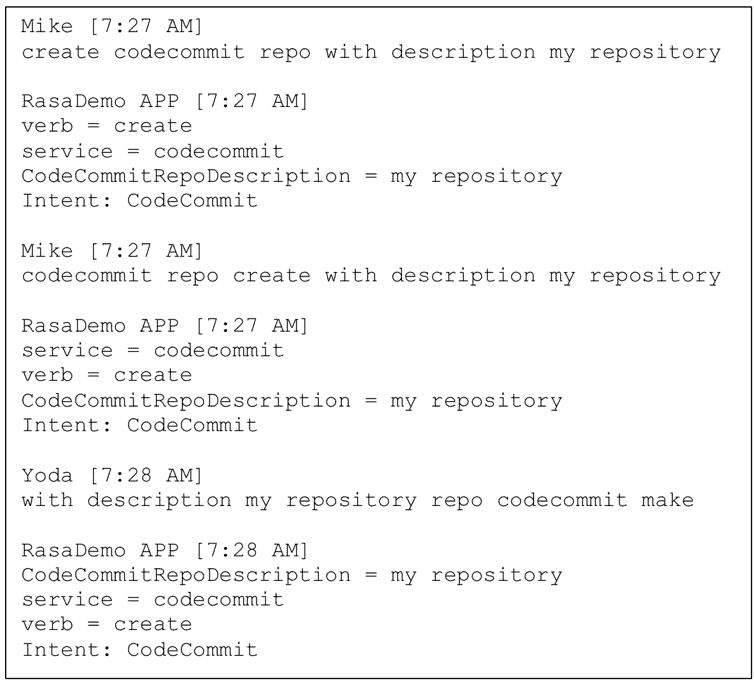 Mike [7:27 AM]
create codecommit repo with description my repository
RasaDemo APP [7:27 AM]
verb = create
service = codecommit
CodeCommitRepoDescription = my repository
Intent: CodeCommit
Mike [7:27 AM]
codecommit repo create with description my repository
RasaDemo APP [7:27 AM]
service = codecommit
verb = create
CodeCommitRepoDescription = my repository
Intent: CodeCommit
Yoda [7:28 AM]
with description my repository repo codecommit make
RasaDemo APP [7:28 AM]
CodeCommitRepoDescription = my repository
service = codecommit
verb = create
Intent: CodeCommit